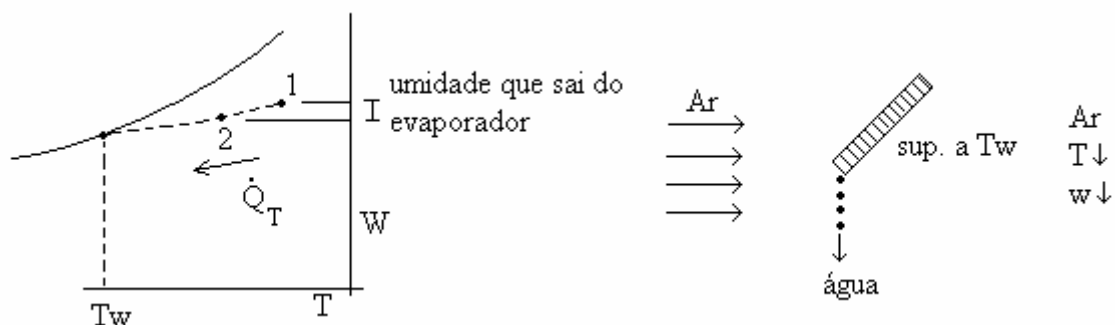 1
2
Q̇T
Tw
T
W
I
umidade que sai do
evaporador
Ar
sup. a Tw
água
Ar
T↓
w↓